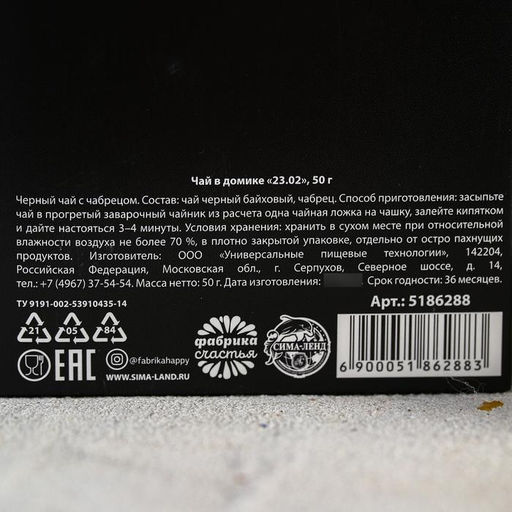 Чай в домике «23.02», 50 г
Черный чай с чабрецом. Состав: чай черный байховый, чабрец. Способ приготовления: засыпьте
чай в прогретый заварочный чайник из расчета одна чайная ложка на чашку, залейте кипятком
и дайте настояться 3–4 минуты. Условия хранения: хранить в сухом месте при относительной
влажности воздуха не более 70 %, в плотно закрытой упаковке, отдельно от остро пахнущих
продуктов. Изготовитель: ООО «Универсальные пищевые технологии», 142204,
Российская Федерация, Московская обл., г. Серпухов, Северное шоссе, д. 14,
тел.: +7 (4967) 37-54-54. Масса нетто: 50 г. Дата изготовления: Срок годности: 36 месяцев.
ТУ 9191-002-53910435-14
Арт.: 5186288
21 05 84
фабрика
счастья
СИМА-ЛЕНД
EAC
@fabrikahappy
WWW.SIMA-LAND.RU
6 900051 862883